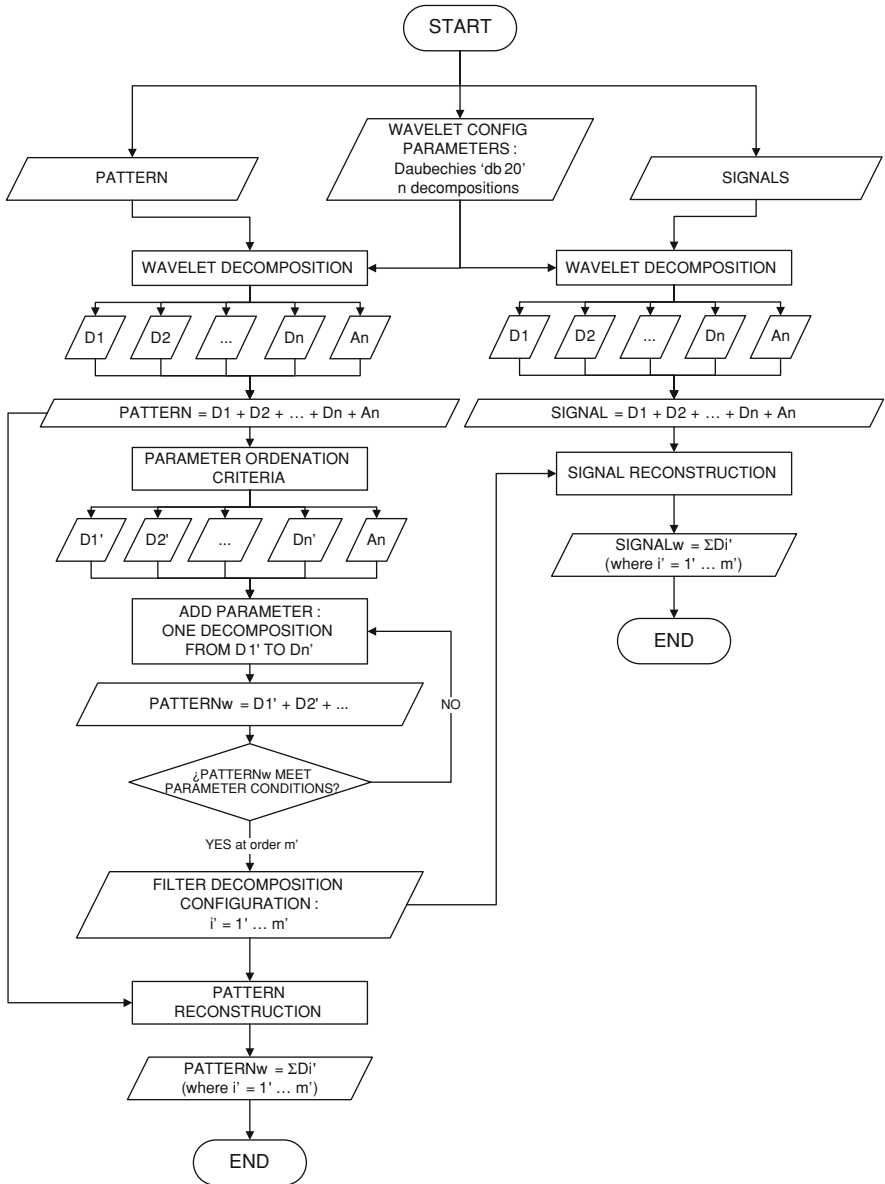 START
WAVELET CONFIG
PARAMETERS :
Daubechies ‘db 20’
n decompositions
PATTERN
SIGNALS
WAVELET DECOMPOSITION
WAVELET DECOMPOSITION
D1
D2
...
Dn
An
D1
D2
...
Dn
An
PATTERN = D1 + D2 + … + Dn + An
SIGNAL = D1 + D2 + … + Dn + An
PARAMETER ORDENATION
CRITERIA
SIGNAL RECONSTRUCTION
D1'
D2'
...
Dn’
An
SIGNALw = ΣDi'
(where i' = 1' … m')
ADD PARAMETER :
ONE DECOMPOSITION
FROM D1' TO Dn’
END
PATTERNw = D1' + D2' + ...
NO
¿PATTERNw MEET
PARAMETER CONDITIONS?
YES at order m’
FILTER DECOMPOSITION
CONFIGURATION :
i’ = 1’ … m’
PATTERN
RECONSTRUCTION
PATTERNw = ΣDi'
(where i' = 1' … m')
END